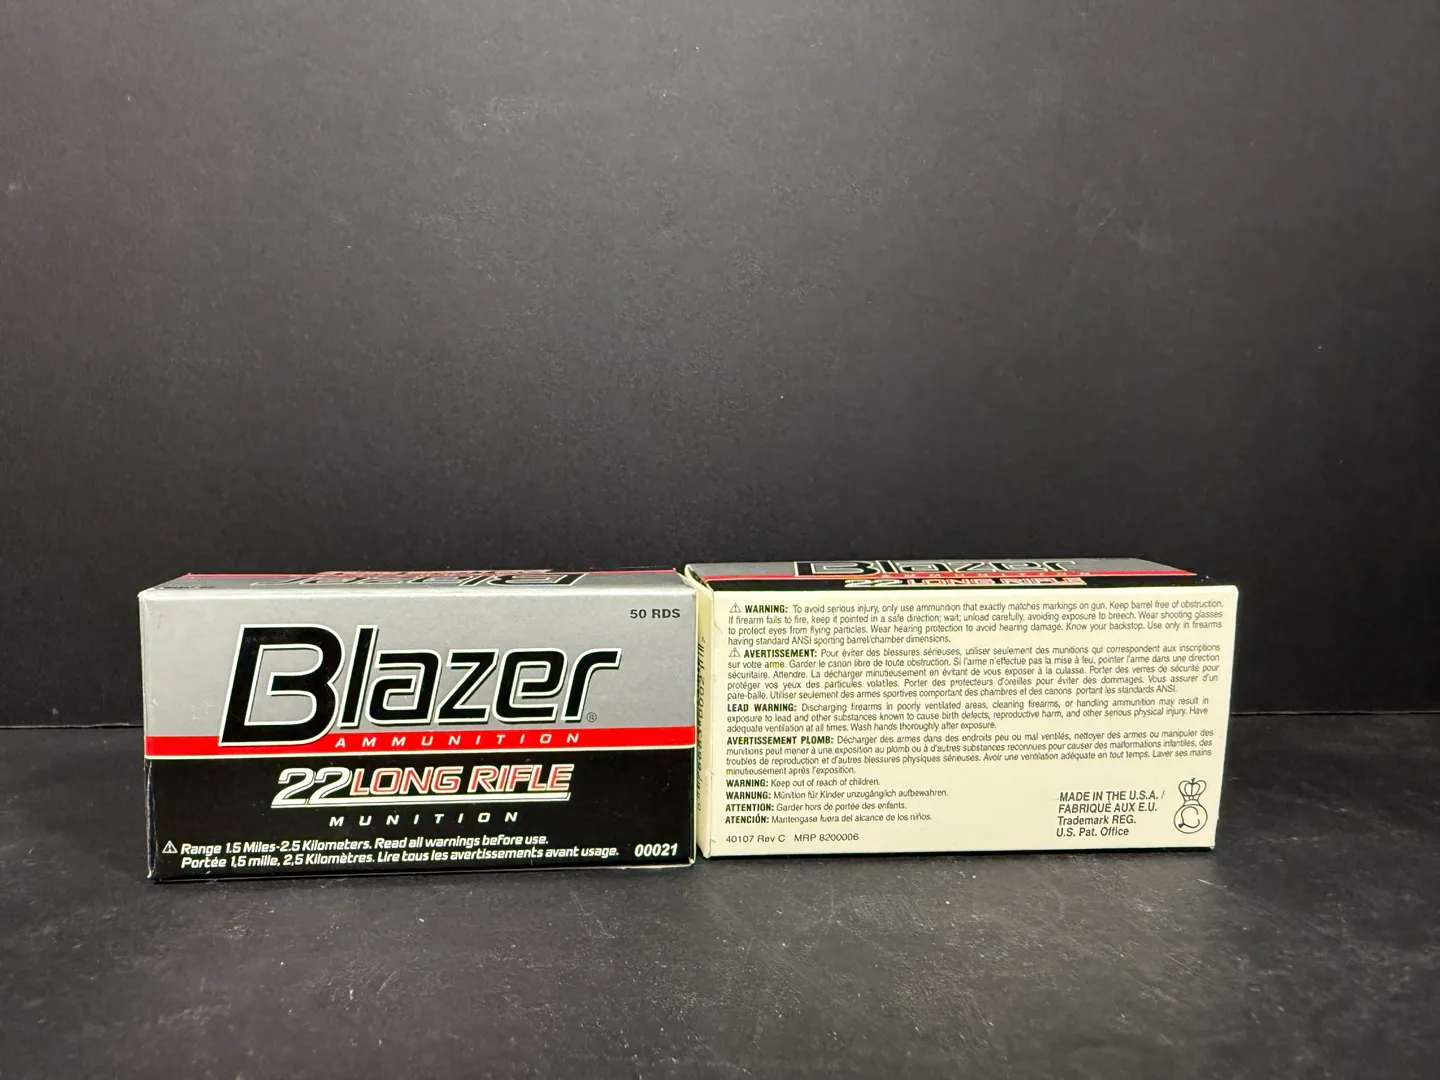 50 RDS
Blazer®
AMMUNITION
22 LONG RIFLE
MUNITION
⚠ Range 1.5 Miles-2.5 Kilometers. Read all warnings before use.
Portée 1,5 mille, 2,5 Kilomètres. Lire tous les avertissements avant usage.
00021
Blazer
AMMUNITION
22 LONG RIFLE
⚠ WARNING: To avoid serious injury, only use ammunition that exactly matches markings on gun. Keep barrel free of obstruction.
If firearm fails to fire, keep it pointed in a safe direction; wait; unload carefully, avoiding exposure to breech. Wear shooting glasses
to protect eyes from flying particles. Wear hearing protection to avoid hearing damage. Know your backstop. Use only in firearms
having standard ANSI sporting barrel/chamber dimensions.
⚠ AVERTISSEMENT: Pour éviter des blessures sérieuses, utiliser seulement des munitions qui correspondent aux inscriptions
sur votre arme. Garder le canon libre de toute obstruction. Si l'arme n'effectue pas la mise à feu, pointer l'arme dans une direction
sécuritaire. Attendre. La décharger minutieusement en évitant de vous exposer à la culasse. Porter des verres de sécurité pour
protéger vos yeux des particules volatiles. Porter des protecteurs d'oreilles pour éviter des dommages. Vous assurer d'un
pare-balle. Utiliser seulement des armes sportives comportant des chambres et des canons portant les standards ANSI.
LEAD WARNING: Discharging firearms in poorly ventilated areas, cleaning firearms, or handling ammunition may result in
exposure to lead and other substances known to cause birth defects, reproductive harm, and other serious physical injury. Have
adequate ventilation at all times. Wash hands thoroughly after exposure.
AVERTISSEMENT PLOMB: Décharger des armes dans des endroits peu ou mal ventilés, nettoyer des armes ou manipuler des
munitions peut mener à une exposition au plomb ou à d'autres substances reconnues pour causer des malformations infantiles, des
troubles de reproduction et d'autres blessures physiques sérieuses. Avoir une ventilation adéquate en tout temps. Laver ses mains
minutieusement après l'exposition.
WARNING: Keep out of reach of children.
WARNUNG: Münition für Kinder unzugänglich aufbewahren.
ATTENTION: Garder hors de portée des enfants.
ATENCIÓN: Mantengase fuera del alcance de los niños.
40107 Rev C MRP 8200006
MADE IN THE U.S.A. /
FABRIQUÉ AUX E.U.
Trademark REG.
U.S. Pat. Office